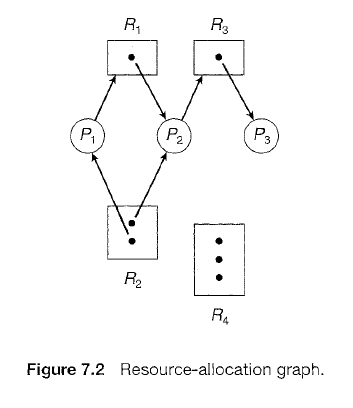 R1 R3
P1 P2 P3
R2
R4
Figure 7.2 Resource-allocation graph.